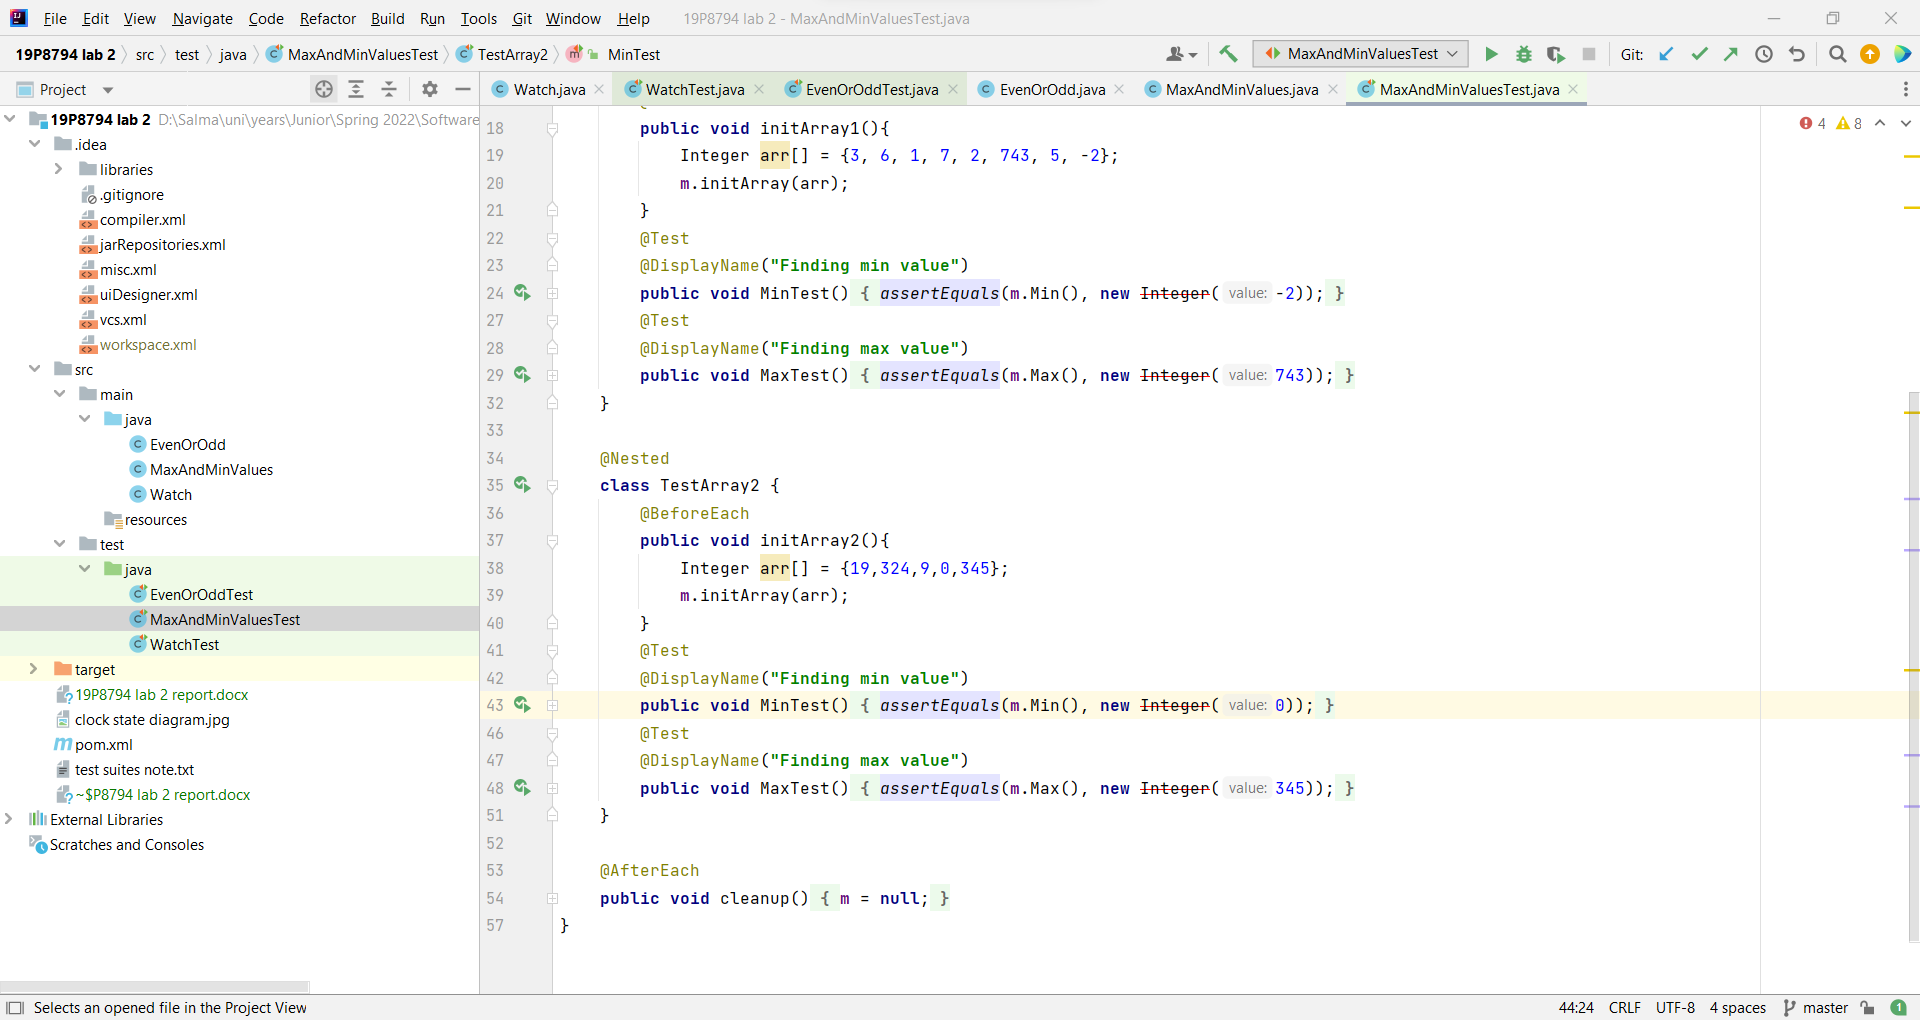 File Edit View Navigate Code Refactor Build Run Tools Git Window Help 19P8794 lab 2 - MaxAndMinValuesTest.java
19P8794 lab 2 src test java MaxAndMinValuesTest TestArray2 m MinTest MaxAndMinValuesTest Git:
Project Watch.java WatchTest.java EvenOrOddTest.java EvenOrOdd.java MaxAndMinValues.java MaxAndMinValuesTest.java
19P8794 lab 2 D:\Salma\uni\years\Junior\Spring 2022\Software
.idea
libraries
.gitignore
compiler.xml
jarRepositories.xml
misc.xml
uiDesigner.xml
vcs.xml
workspace.xml
src
main
java
EvenOrOdd
MaxAndMinValues
Watch
resources
test
java
EvenOrOddTest
MaxAndMinValuesTest
WatchTest
target
19P8794 lab 2 report.docx
clock state diagram.jpg
pom.xml
test suites note.txt
~$P8794 lab 2 report.docx
External Libraries
Scratches and Consoles
4 8
18 public void initArray1(){
19 Integer arr[] = {3, 6, 1, 7, 2, 743, 5, -2};
20 m.initArray(arr);
21 }
22 @Test
23 @DisplayName("Finding min value")
24 public void MinTest() { assertEquals(m.Min(), new Integer( value: -2)); }
27 @Test
28 @DisplayName("Finding max value")
29 public void MaxTest() { assertEquals(m.Max(), new Integer( value: 743)); }
32 }
33
34 @Nested
35 class TestArray2 {
36 @BeforeEach
37 public void initArray2(){
38 Integer arr[] = {19,324,9,0,345};
39 m.initArray(arr);
40 }
41 @Test
42 @DisplayName("Finding min value")
43 public void MinTest() { assertEquals(m.Min(), new Integer( value: 0)); }
46 @Test
47 @DisplayName("Finding max value")
48 public void MaxTest() { assertEquals(m.Max(), new Integer( value: 345)); }
51 }
52
53 @AfterEach
54 public void cleanup() { m = null; }
57 }
Selects an opened file in the Project View 44:24 CRLF UTF-8 4 spaces master 1